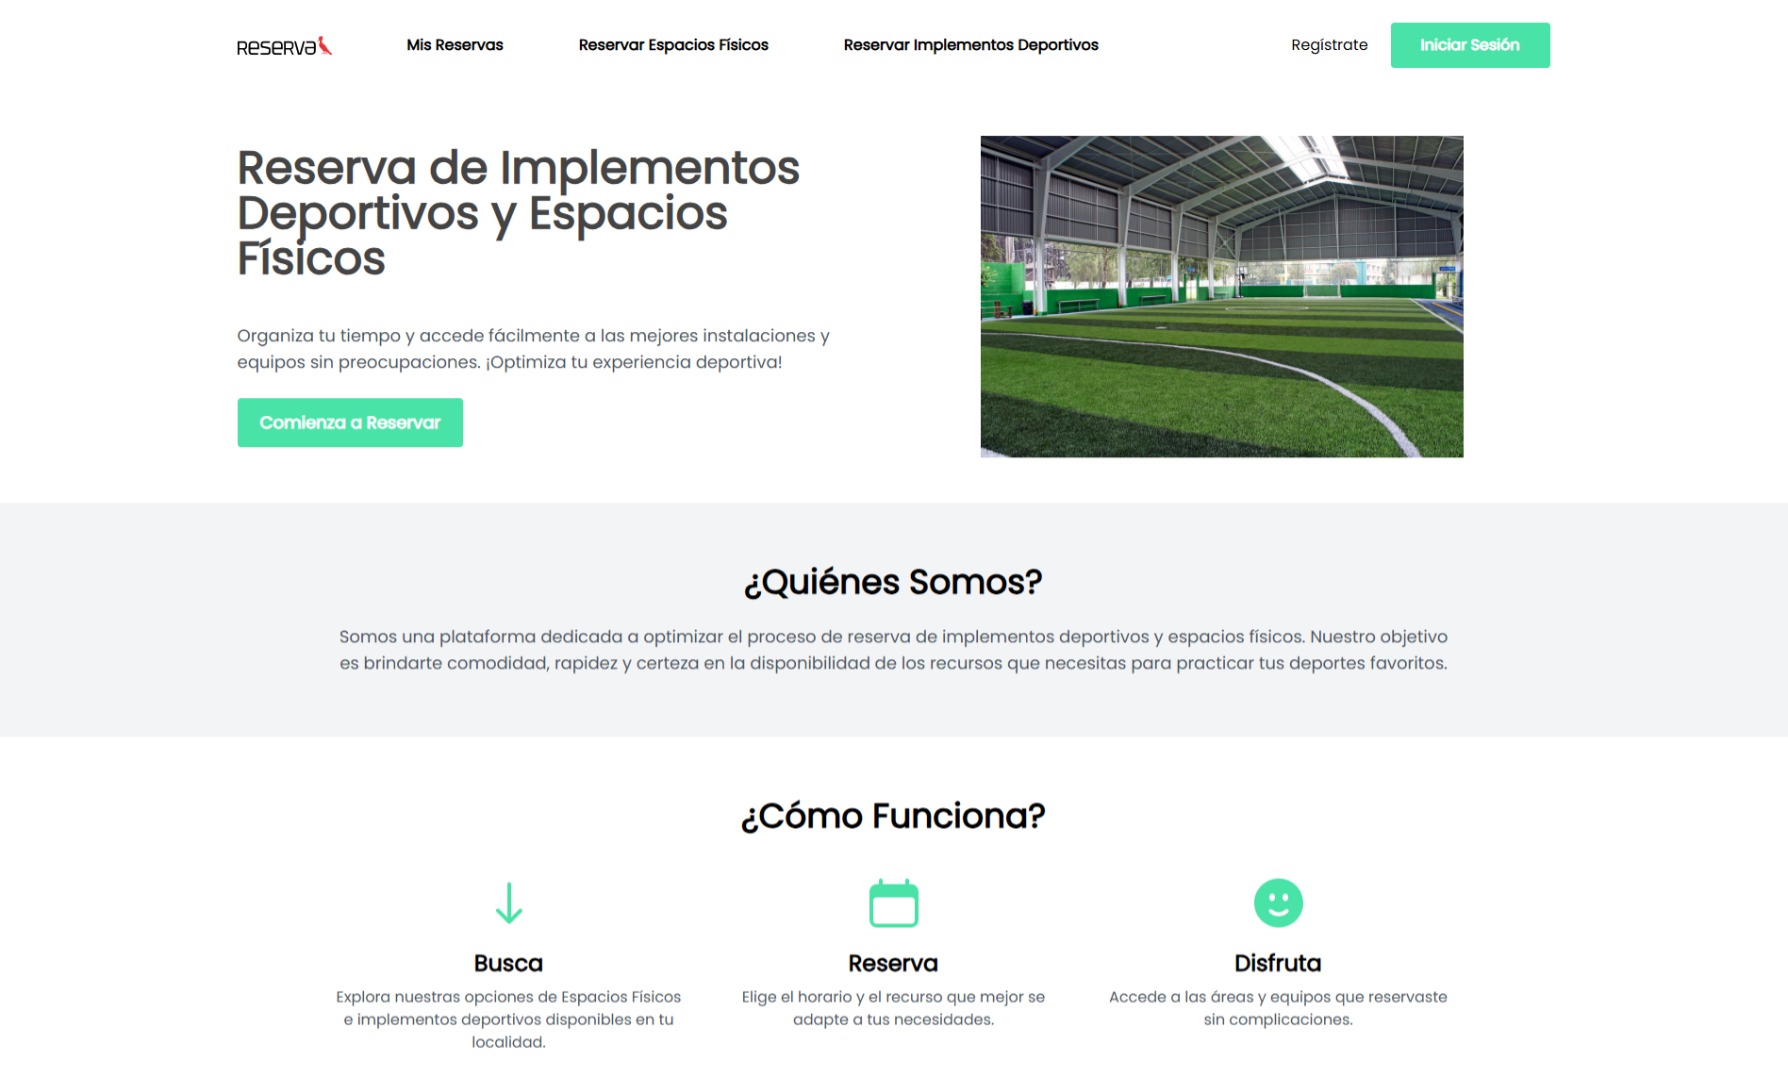 RESERVA
Mis Reservas
Reservar Espacios Físicos
Reservar Implementos Deportivos
Regístrate
Iniciar Sesión
Reserva de Implementos
Deportivos y Espacios
Físicos
Organiza tu tiempo y accede fácilmente a las mejores instalaciones y
equipos sin preocupaciones. ¡Optimiza tu experiencia deportiva!
Comienza a Reservar
¿Quiénes Somos?
Somos una plataforma dedicada a optimizar el proceso de reserva de implementos deportivos y espacios físicos. Nuestro objetivo
es brindarte comodidad, rapidez y certeza en la disponibilidad de los recursos que necesitas para practicar tus deportes favoritos.
¿Cómo Funciona?
Busca
Explora nuestras opciones de Espacios Físicos
e implementos deportivos disponibles en tu
localidad.
Reserva
Elige el horario y el recurso que mejor se
adapte a tus necesidades.
Disfruta
Accede a las áreas y equipos que reservaste
sin complicaciones.